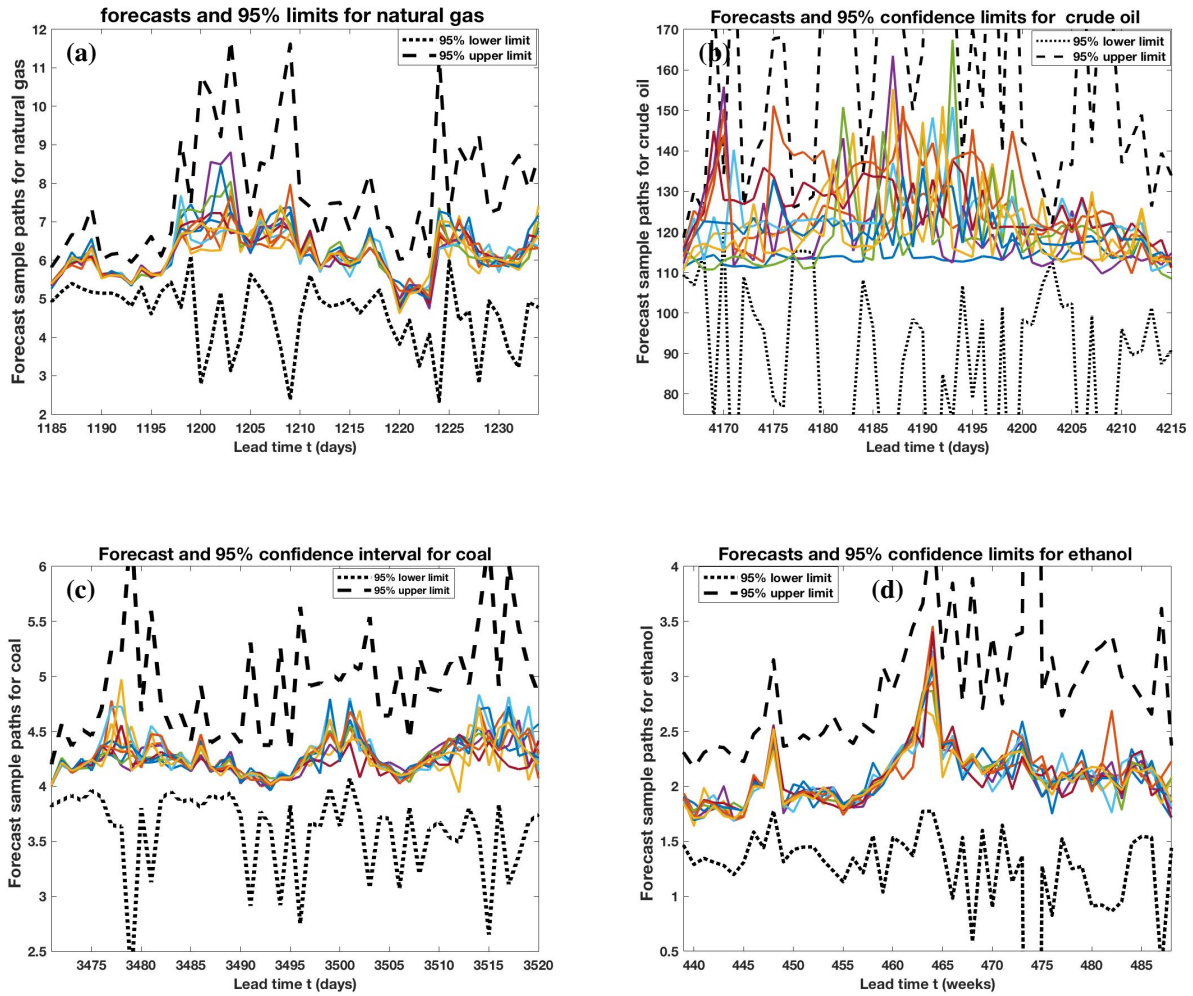 forecasts and 95% limits for natural gas
(a)
95% lower limit
95% upper limit
Forecast sample paths for natural gas
12
11
10
9
8
7
6
5
4
3
2
1185 1190 1195 1200 1205 1210 1215 1220 1225 1230
Lead time t (days)
Forecasts and 95% confidence limits for crude oil
(b)
95% lower limit
95% upper limit
Forecast sample paths for crude oil
170
160
150
140
130
120
110
100
90
80
4170 4175 4180 4185 4190 4195 4200 4205 4210 4215
Lead time t (days)
Forecast and 95% confidence interval for coal
(c)
95% lower limit
95% upper limit
Forecast sample paths for coal
6
5.5
5
4.5
4
3.5
3
2.5
3475 3480 3485 3490 3495 3500 3505 3510 3515 3520
Lead time t (days)
Forecasts and 95% confidence limits for ethanol
(d)
95% lower limit
95% upper limit
Forecast sample paths for ethanol
4
3.5
3
2.5
2
1.5
1
0.5
440 445 450 455 460 465 470 475 480 485
Lead time t (weeks)